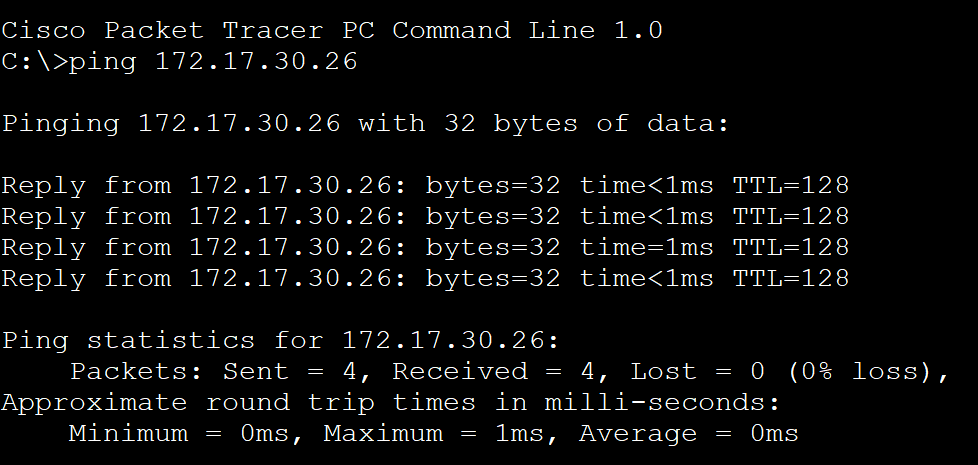 Cisco Packet Tracer PC Command Line 1.0
C:\>ping 172.17.30.26
Pinging 172.17.30.26 with 32 bytes of data:
Reply from 172.17.30.26: bytes=32 time<1ms TTL=128
Reply from 172.17.30.26: bytes=32 time<1ms TTL=128
Reply from 172.17.30.26: bytes=32 time=1ms TTL=128
Reply from 172.17.30.26: bytes=32 time<1ms TTL=128
Ping statistics for 172.17.30.26:
    Packets: Sent = 4, Received = 4, Lost = 0 (0% loss),
Approximate round trip times in milli-seconds:
    Minimum = 0ms, Maximum = 1ms, Average = 0ms